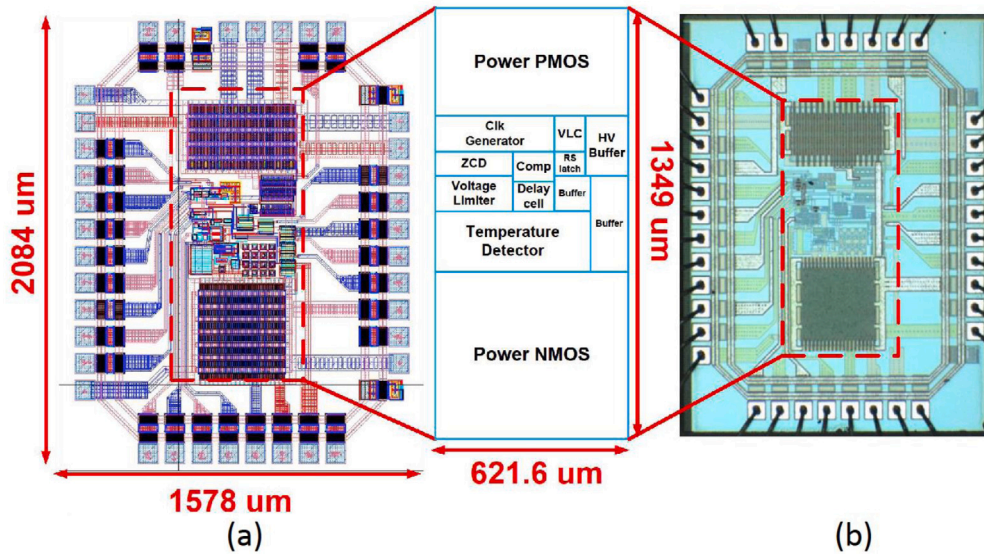 2084 um
1578 um
(a)
Power PMOS
Clk
Generator
VLC
HV
Buffer
ZCD
Comp
RS
latch
Voltage
Limiter
Delay
cell
Buffer
Buffer
Temperature
Detector
Power NMOS
621.6 um
1349 um
(b)